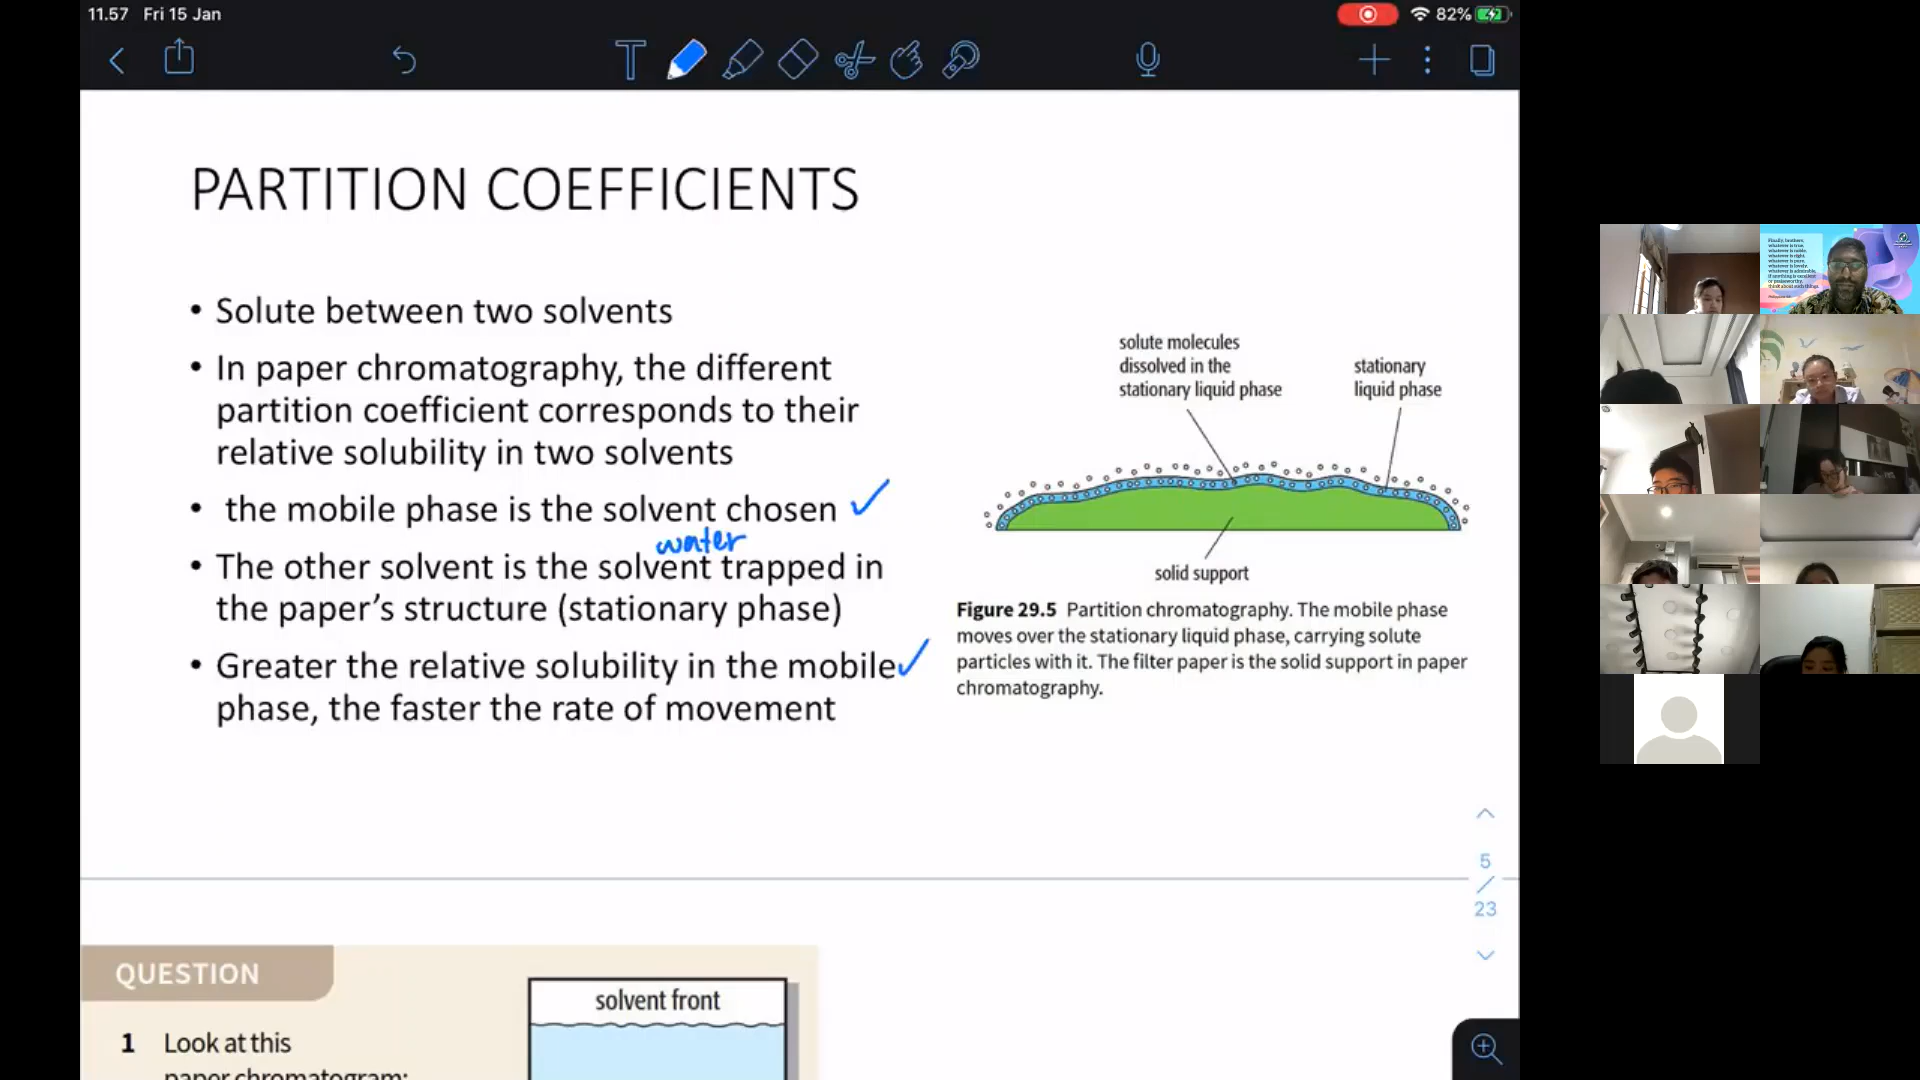 11.57 Fri 15 Jan
82%
PARTITION COEFFICIENTS
• Solute between two solvents
• In paper chromatography, the different
partition coefficient corresponds to their
relative solubility in two solvents
• the mobile phase is the solvent chosen ✓
water
• The other solvent is the solvent trapped in
the paper's structure (stationary phase)
• Greater the relative solubility in the mobile ✓
phase, the faster the rate of movement
solute molecules
dissolved in the
stationary liquid phase
stationary
liquid phase
solid support
Figure 29.5 Partition chromatography. The mobile phase
moves over the stationary liquid phase, carrying solute
particles with it. The filter paper is the solid support in paper
chromatography.
5
/
23
QUESTION
1 Look at this
paper chromatogram:
solvent front